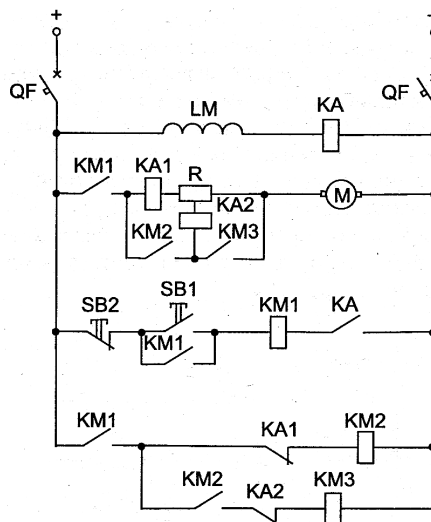 + −
QF LM KA QF
KM1 KA1 R M
KM2 KA2 KM3
SB2 SB1 KM1 KA
KM1
KM1 KA1 KM2
KM2 KA2 KM3